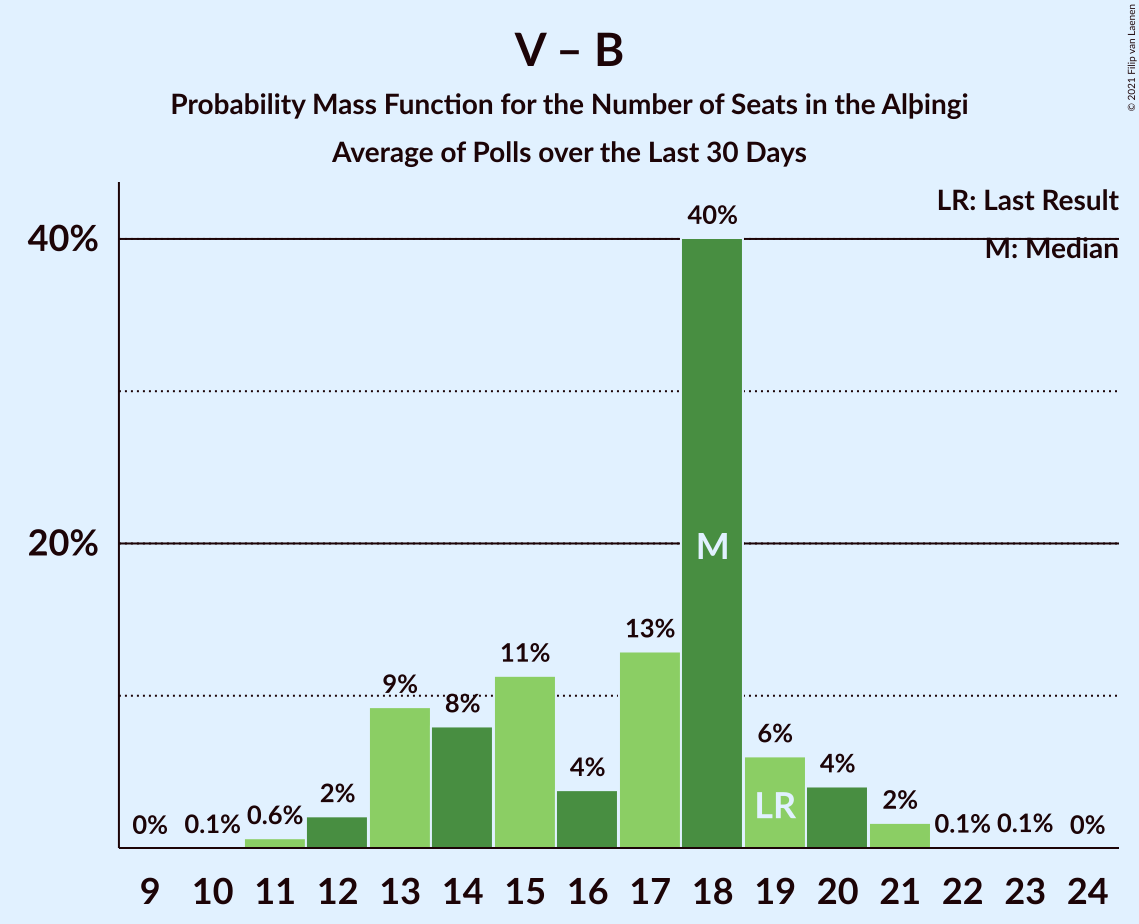 V – B
Probability Mass Function for the Number of Seats in the Alþingi
Average of Polls over the Last 30 Days
© 2021 Filip van Laenen
LR: Last Result
M: Median
40%
20%
0%
0.1%
0.6%
2%
9%
8%
11%
4%
13%
40%
6%
4%
2%
0.1%
0.1%
0%
M
LR
9 10 11 12 13 14 15 16 17 18 19 20 21 22 23 24